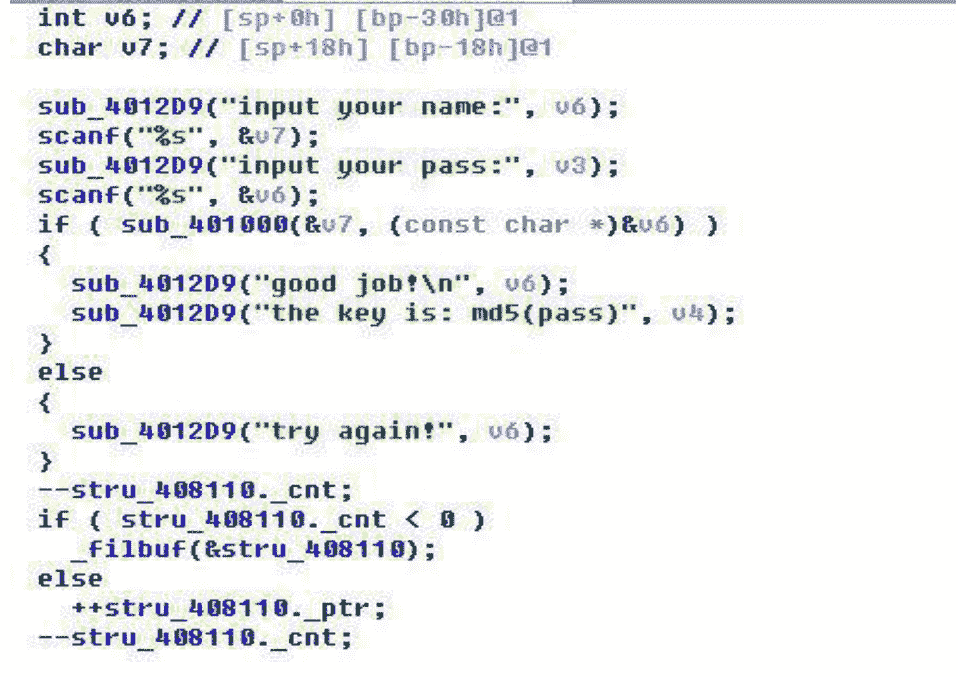 int v6; // [sp+0h] [bp-30h]@1
char v7; // [sp+18h] [bp-18h]@1
sub_4012D9("input your name:", v6);
scanf("%s", &v7);
sub_4012D9("input your pass:", v3);
scanf("%s", &v6);
if ( sub_401000(&v7, (const char *)&v6) )
{
sub_4012D9("good job!\n", v6);
sub_4012D9("the key is: md5(pass)", v4);
}
else
{
sub_4012D9("try again!", v6);
}
--stru_408110._cnt;
if ( stru_408110._cnt < 0 )
_filbuf(&stru_408110);
else
++stru_408110._ptr;
--stru_408110._cnt;